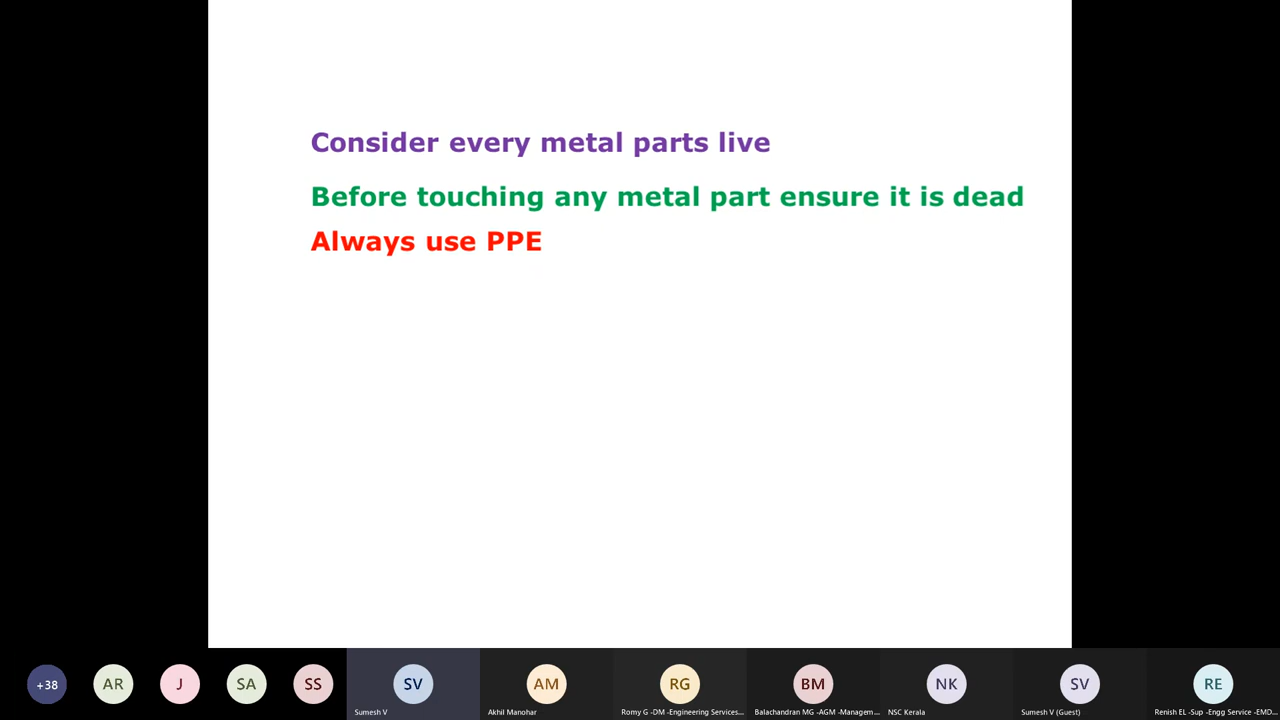 Consider every metal parts live
Before touching any metal part ensure it is dead
Always use PPE
+38
AR
J
SA
SS
SV
AM
RG
BM
NK
SV
RE
Sumesh V
Akhil Manohar
Romy G -DM -Engineering Services...
Balachandran MG -AGM -Managem...
NSC Kerala
Sumesh V (Guest)
Renish EL -Sup -Engg Service -EMD...